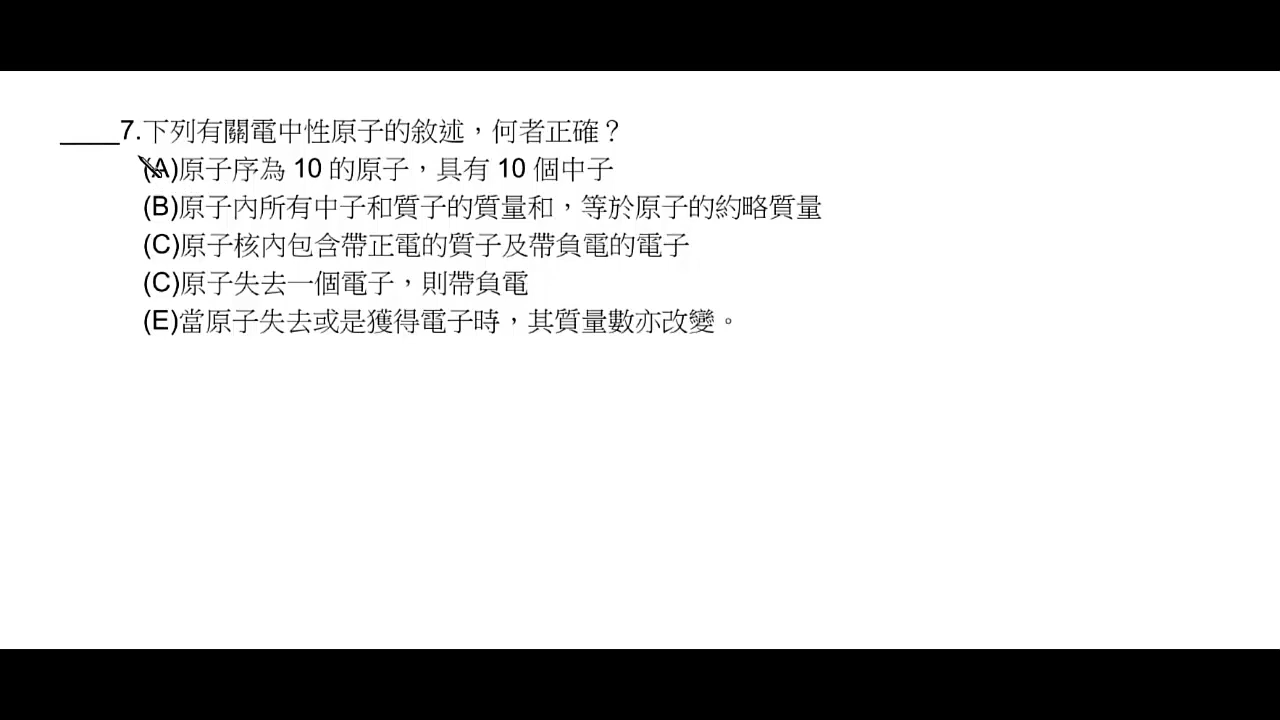 ____7.下列有關電中性原子的敘述，何者正確？
(A)原子序為 10 的原子，具有 10 個中子
(B)原子內所有中子和質子的質量和，等於原子的約略質量
(C)原子核內包含帶正電的質子及帶負電的電子
(C)原子失去一個電子，則帶負電
(E)當原子失去或是獲得電子時，其質量數亦改變。